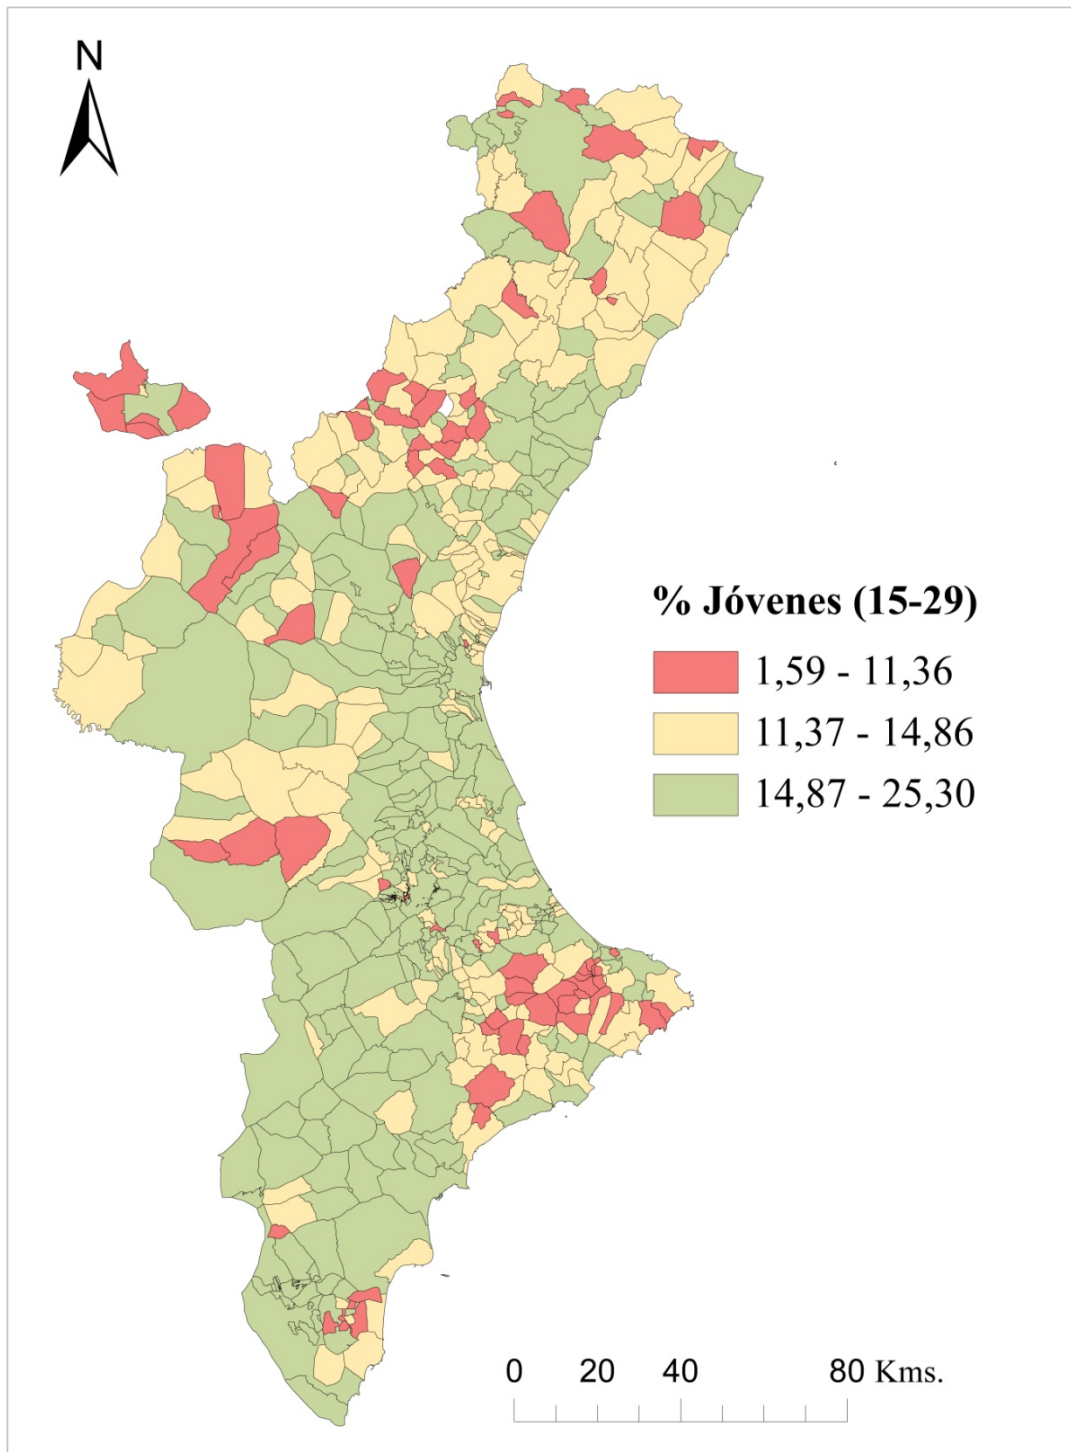 N
% Jóvenes (15-29)
1,59 - 11,36
11,37 - 14,86
14,87 - 25,30
0 20 40 80 Kms.